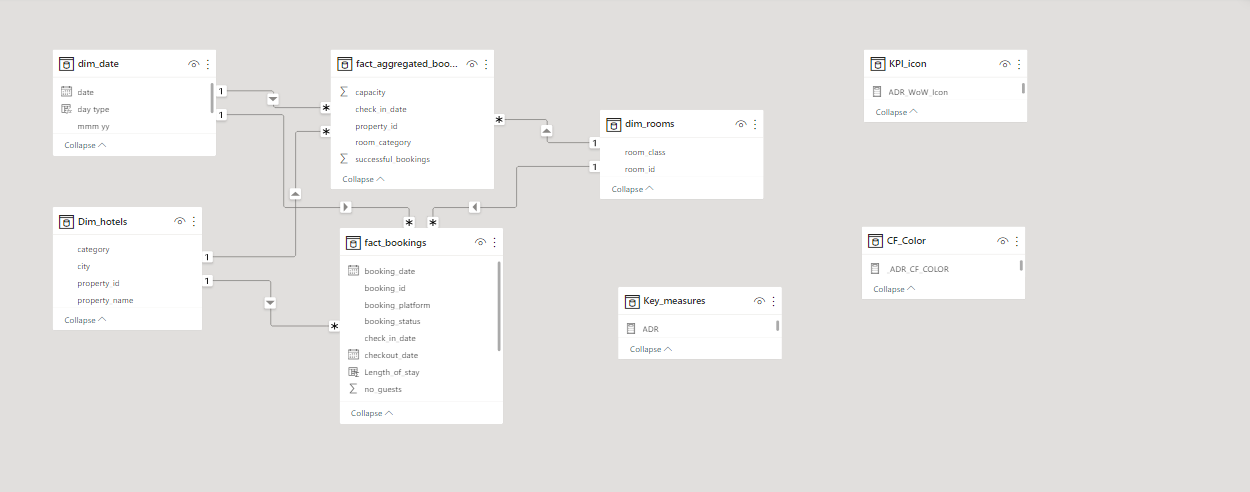 dim_date
date
day type
mmm yy
Collapse
1
1
fact_aggregated_boo...
capacity
check_in_date
property_id
room_category
successful_bookings
Collapse
*
*
*
dim_rooms
room_class
room_id
Collapse
1
1
KPI_icon
ADR_WoW_Icon
Collapse
Dim_hotels
category
city
property_id
property_name
Collapse
1
1
fact_bookings
booking_date
booking_id
booking_platform
booking_status
check_in_date
checkout_date
Length_of_stay
no_guests
Collapse
*
*
*
CF_Color
_ADR_CF_COLOR
Collapse
Key_measures
ADR
Collapse